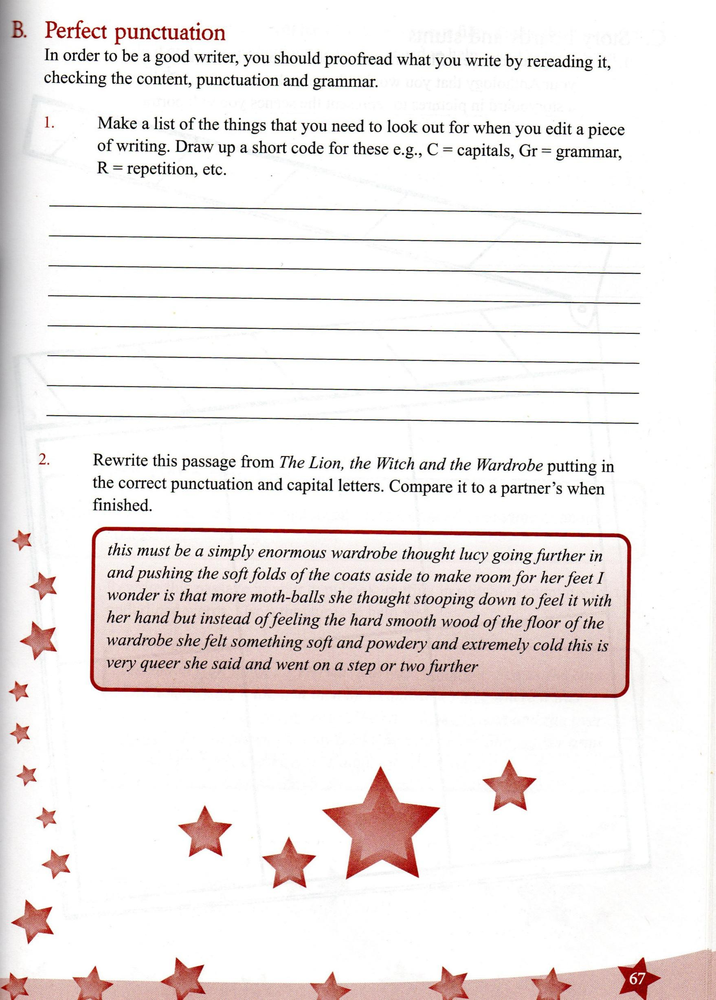 B. Perfect punctuation
In order to be a good writer, you should proofread what you write by rereading it,
checking the content, punctuation and grammar.
1. Make a list of the things that you need to look out for when you edit a piece
of writing. Draw up a short code for these e.g., C = capitals, Gr = grammar,
R = repetition, etc.
2. Rewrite this passage from The Lion, the Witch and the Wardrobe putting in
the correct punctuation and capital letters. Compare it to a partner’s when
finished.
this must be a simply enormous wardrobe thought lucy going further in
and pushing the soft folds of the coats aside to make room for her feet I
wonder is that more moth-balls she thought stooping down to feel it with
her hand but instead of feeling the hard smooth wood of the floor of the
wardrobe she felt something soft and powdery and extremely cold this is
very queer she said and went on a step or two further
67